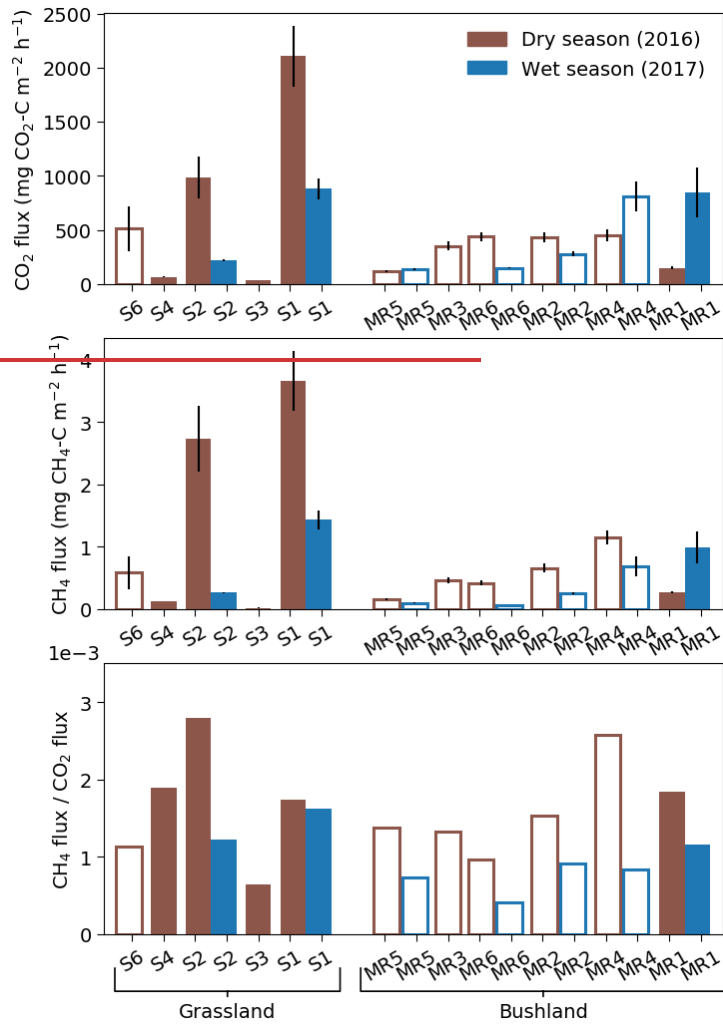 CO₂ flux (mg CO₂-C m⁻² h⁻¹)
2500
2000
1500
1000
500
0
Dry season (2016)
Wet season (2017)
S6 S4 S2 S2 S3 S1 S1 MR5 MR5 MR3 MR6 MR6 MR2 MR2 MR4 MR4 MR1 MR1
CH₄ flux (mg CH₄-C m⁻² h⁻¹)
4
3
2
1
0
S6 S4 S2 S2 S3 S1 S1 MR5 MR5 MR3 MR6 MR6 MR2 MR2 MR4 MR4 MR1 MR1
1e−3
CH₄ flux / CO₂ flux
3
2
1
0
S6 S4 S2 S2 S3 S1 S1 MR5 MR5 MR3 MR6 MR6 MR2 MR2 MR4 MR4 MR1 MR1
Grassland Bushland